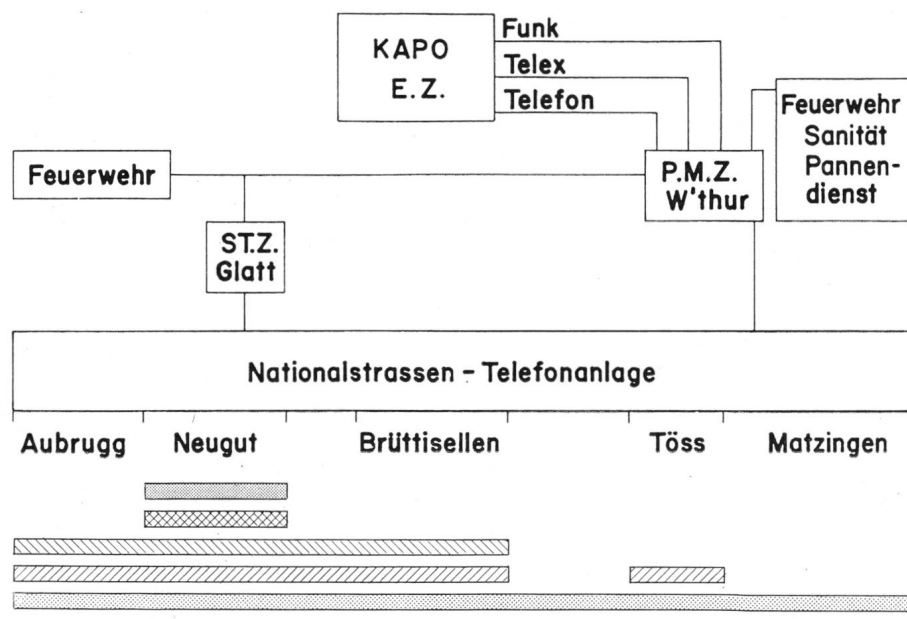 KAPO
E.Z.
Funk
Telex
Telefon
Feuerwehr
Sanität
Pannen-
dienst
Feuerwehr
P.M.Z.
W'thur
ST.Z.
Glatt
Nationalstrassen - Telefonanlage
Aubrugg Neugut Brüttisellen Töss Matzingen